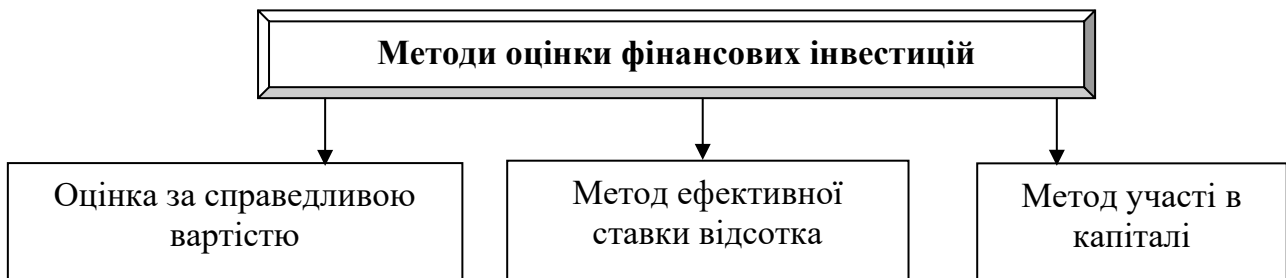 Методи оцінки фінансових інвестицій
Оцінка за справедливою
вартістю
Метод ефективної
ставки відсотка
Метод участі в
капіталі